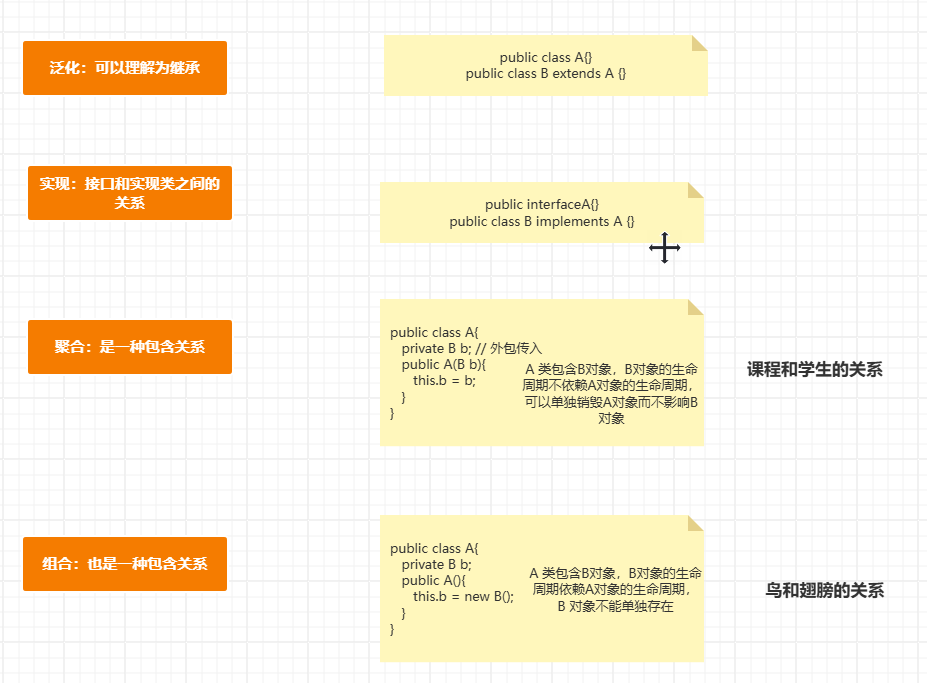 泛化：可以理解为继承
public class A{}
public class B extends A {}
实现：接口和实现类之间的
关系
public interfaceA{}
public class B implements A {}
聚合：是一种包含关系
public class A{
private B b; // 外包传入
public A(B b){
this.b = b;
}
}
A 类包含B对象，B对象的生命
周期不依赖A对象的生命周期，
可以单独销毁A对象而不影响B
对象
课程和学生的关系
组合：也是一种包含关系
public class A{
private B b;
public A(){
this.b = new B();
}
}
A 类包含B对象，B对象的生命
周期依赖A对象的生命周期，
B 对象不能单独存在
鸟和翅膀的关系